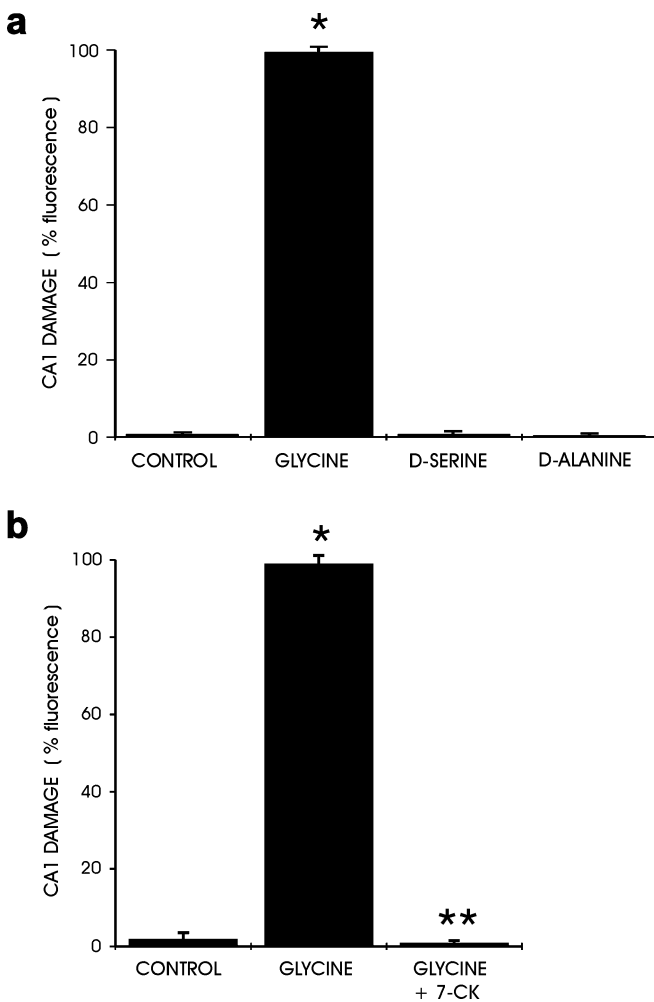 a
*
100
80
60
40
20
0
CA1 DAMAGE ( % fluorescence )
CONTROL GLYCINE D-SERINE D-ALANINE
b
*
100
80
60
40
20
0
CA1 DAMAGE ( % fluorescence )
**
CONTROL GLYCINE GLYCINE
+ 7-CK